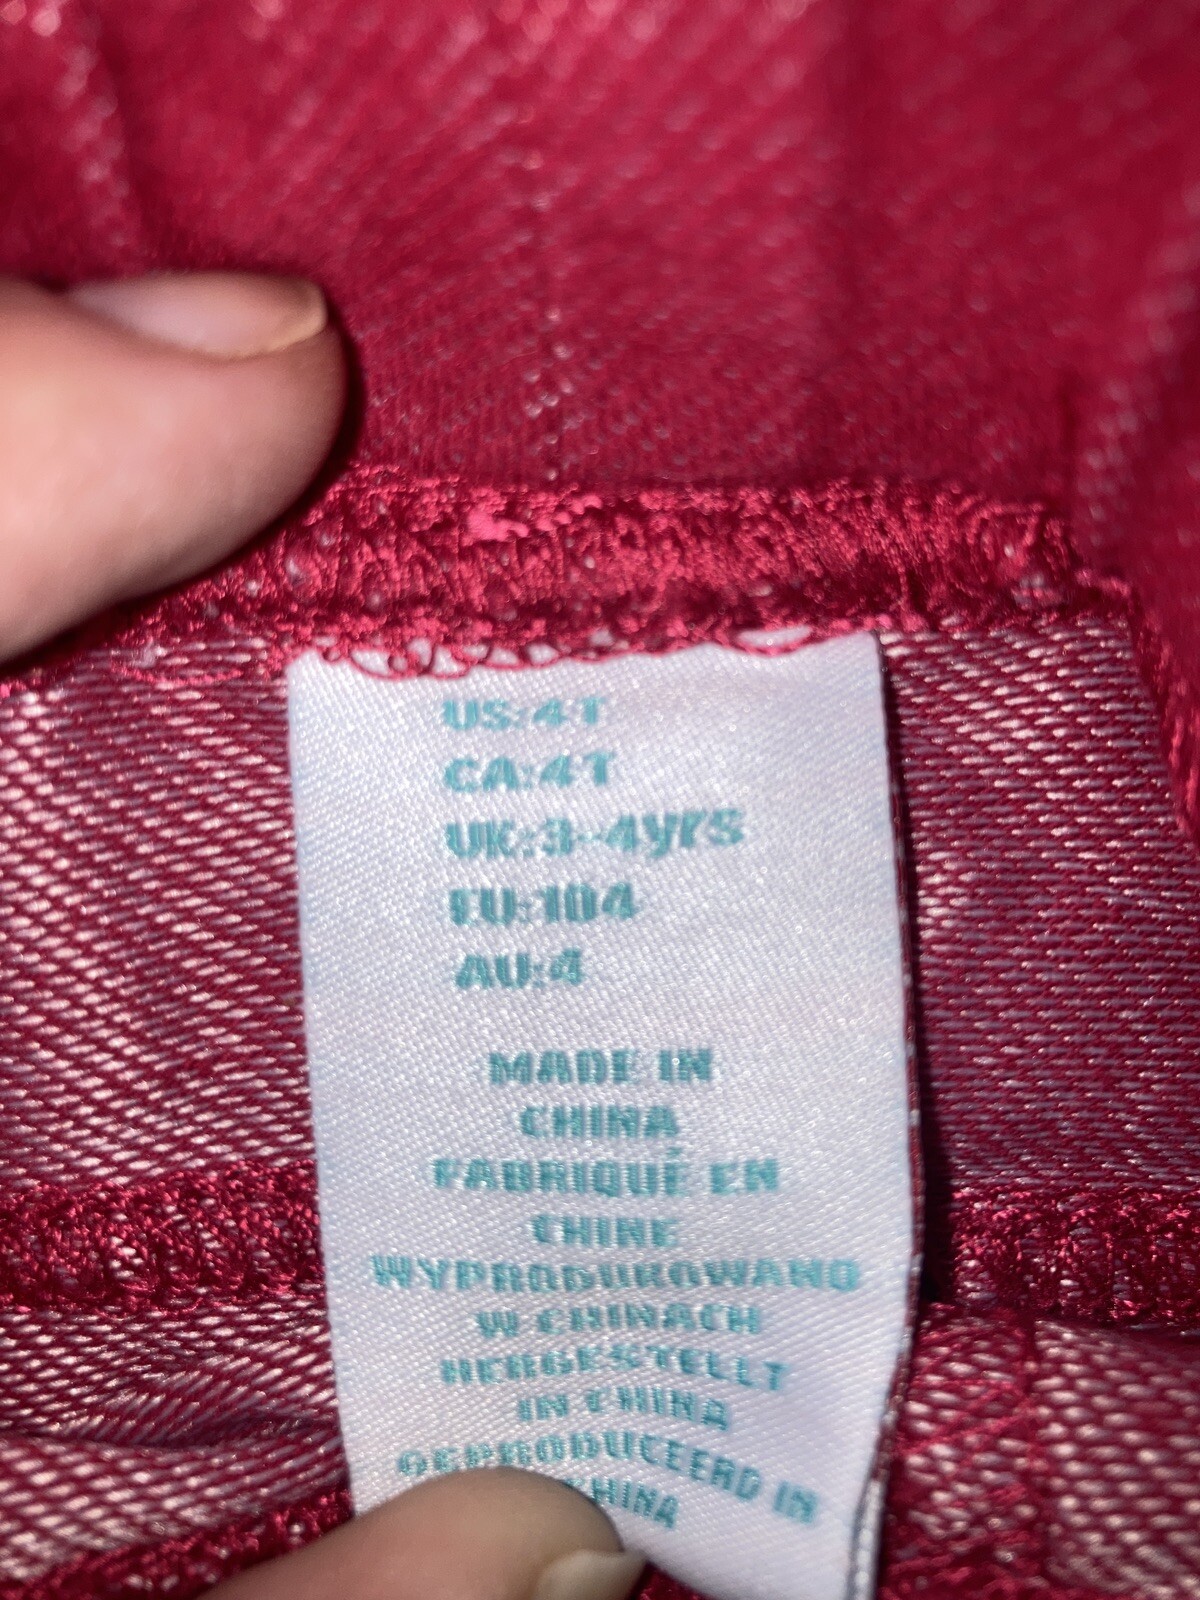 US:4T
CA:4T
UK:3-4yrs
EU:104
AU:4
MADE IN
CHINA
FABRIQUÉ EN
CHINE
WYPRODUKOWANO
W CHINACH
HERGESTELLT
IN CHINA
GEPRODUCEERD IN
CHINA